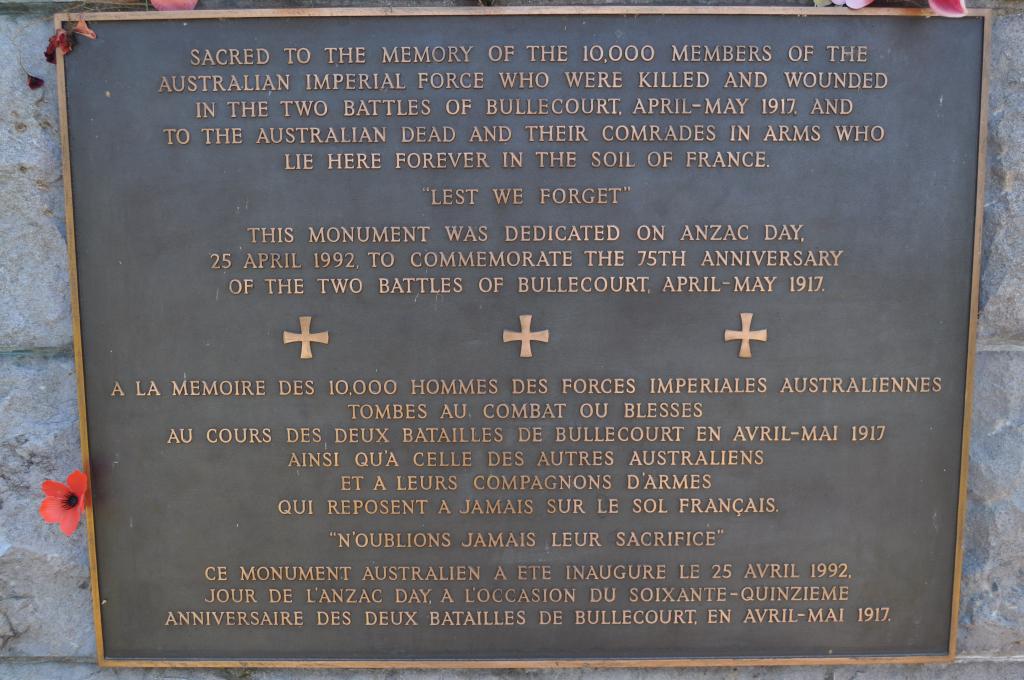 SACRED TO THE MEMORY OF THE 10,000 MEMBERS OF THE
AUSTRALIAN IMPERIAL FORCE WHO WERE KILLED AND WOUNDED
IN THE TWO BATTLES OF BULLECOURT, APRIL-MAY 1917, AND
TO THE AUSTRALIAN DEAD AND THEIR COMRADES IN ARMS WHO
LIE HERE FOREVER IN THE SOIL OF FRANCE.
"LEST WE FORGET"
THIS MONUMENT WAS DEDICATED ON ANZAC DAY,
25 APRIL 1992, TO COMMEMORATE THE 75TH ANNIVERSARY
OF THE TWO BATTLES OF BULLECOURT, APRIL-MAY 1917.
A LA MEMOIRE DES 10,000 HOMMES DES FORCES IMPERIALES AUSTRALIENNES
TOMBES AU COMBAT OU BLESSES
AU COURS DES DEUX BATAILLES DE BULLECOURT EN AVRIL-MAI 1917
AINSI QU'A CELLE DES AUTRES AUSTRALIENS
ET A LEURS COMPAGNONS D'ARMES
QUI REPOSENT A JAMAIS SUR LE SOL FRANÇAIS.
"N'OUBLIONS JAMAIS LEUR SACRIFICE"
CE MONUMENT AUSTRALIEN A ETE INAUGURE LE 25 AVRIL 1992,
JOUR DE L'ANZAC DAY, A L'OCCASION DU SOIXANTE-QUINZIEME
ANNIVERSAIRE DES DEUX BATAILLES DE BULLECOURT, EN AVRIL-MAI 1917.